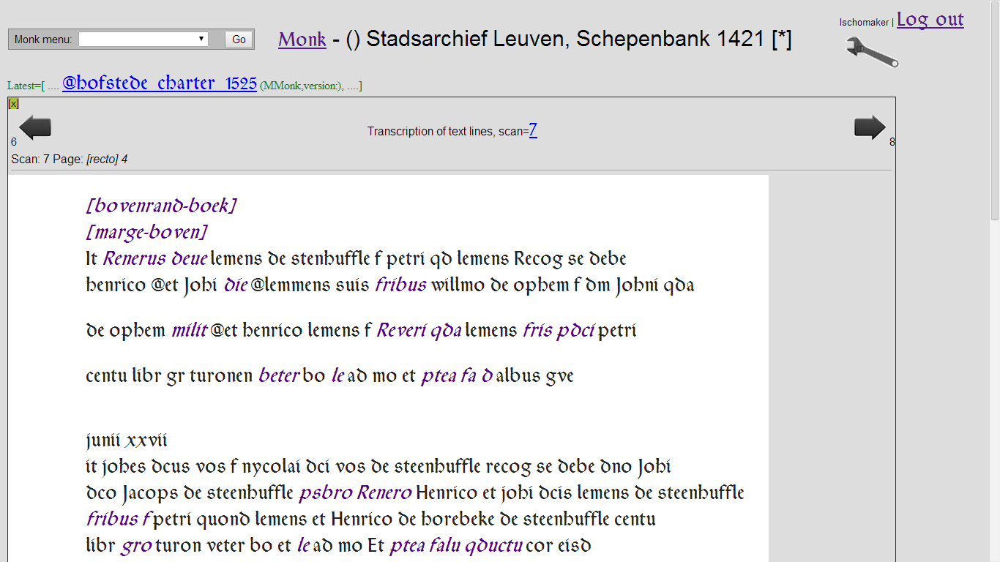 Monk menu: Go
Monk - () Stadsarchief Leuven, Schepenbank 1421 [*]
lschomaker | Log out
Latest=[ .... @hofstede_charter_1525 (MMonk,version:), ....]
[x]
6
Transcription of text lines, scan=7
8
Scan: 7 Page: [recto] 4
[bovenrand-boek]
[marge-boven]
It Renerus deue lemens de stenhuffle f petri qd lemens Recog se debe
henrico @et Johi die @lemmens suis fribus willmo de ophem f dm Johni qda
de ophem milit @et henrico lemens f Reveri qda lemens fris pdci petri
centu libr gr turonen beter bo le ad mo et ptea fa d albus gve
junii xxvii
it johes dcus vos f nycolai dci vos de steenhuffle recog se debe dno Johi
dco Jacops de steenhuffle psbro Renero Henrico et johi dcis lemens de steenhuffle
fribus f petri quond lemens et Henrico de horebeke de steenhuffle centu
libr gro turon veter bo et le ad mo Et ptea falu qductu cor eisd